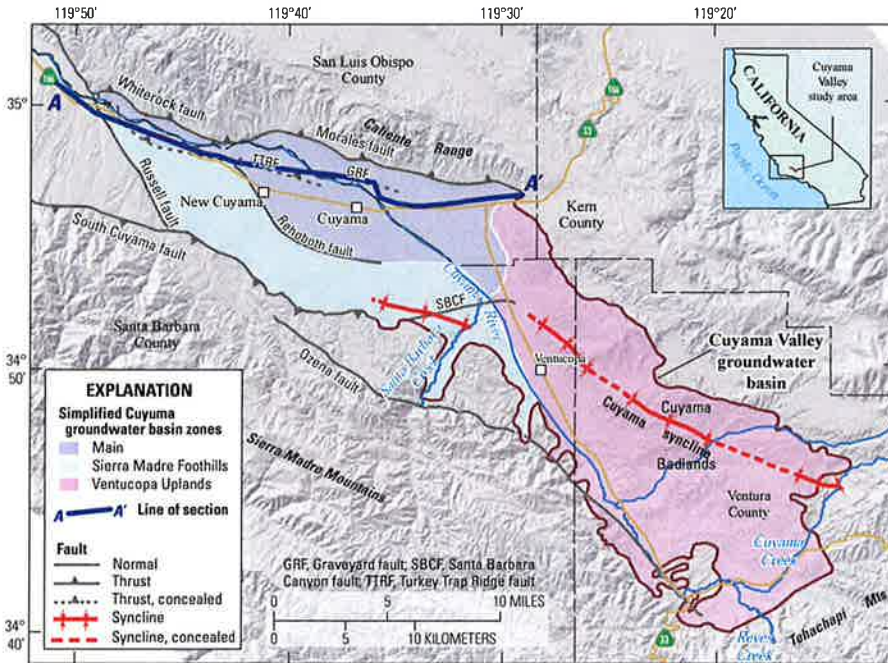 119°50' 119°40' 119°30' 119°20'
35°
34°
50'
34°
40'
166
A
Whiterock fault
San Luis Obispo
County
Caliente Range
Morales fault
TTRF
GRF
A'
166
33
Kern
County
Russell fault
New Cuyama
Cuyama
Rehoboth fault
South Cuyama fault
Santa Barbara
County
SBCF
Cuyama
River
Santa Barbara
Creek
Ozena fault
Ventucopa
Cuyama Valley
groundwater
basin
Cuyama syncline
Cuyama
Badlands
Sierra Madre Mountains
Ventura
County
Cuyama
Creek
Reyes
Creek
Tehachapi
33
CALIFORNIA
Cuyama
Valley
study area
Pacific Ocean
EXPLANATION
Simplified Cuyuma
groundwater basin zones
Main
Sierra Madre Foothills
Ventucopa Uplands
A A' Line of section
Fault
Normal
Thrust
Thrust, concealed
Syncline
Syncline, concealed
GRF, Graveyard fault; SBCF, Santa Barbara
Canyon fault; TTRF, Turkey Trap Ridge fault
0 5 10 MILES
0 5 10 KILOMETERS